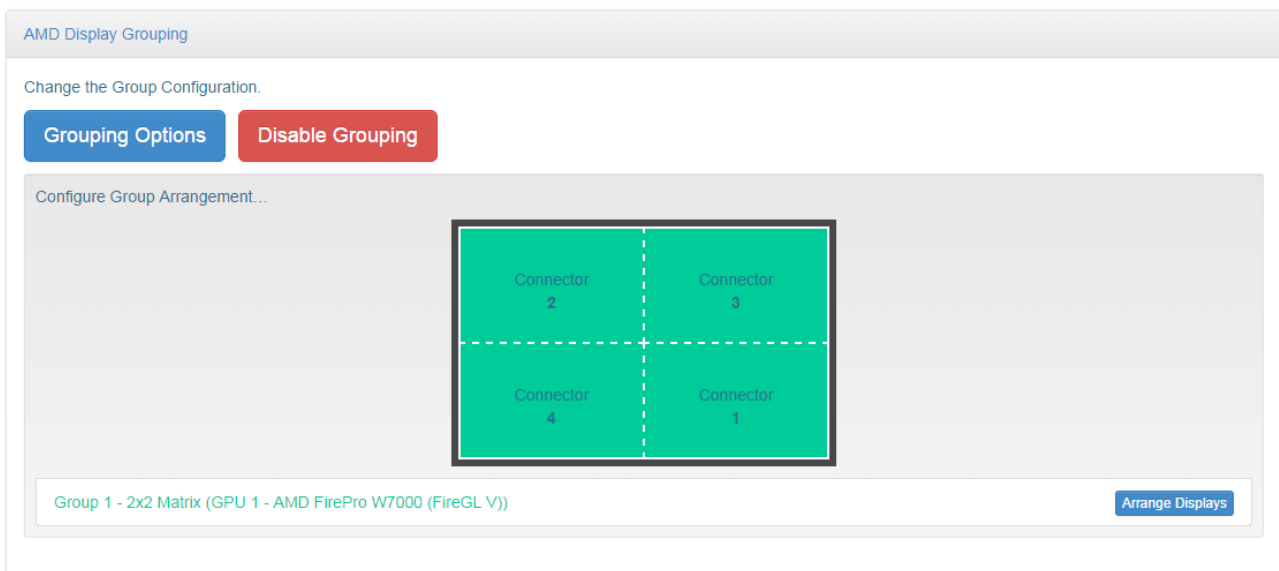 AMD Display Grouping
Change the Group Configuration.
Grouping Options Disable Grouping
Configure Group Arrangement...
Connector Connector
2 3
Connector Connector
4 1
Group 1 - 2x2 Matrix (GPU 1 - AMD FirePro W7000 (FireGL V)) Arrange Displays